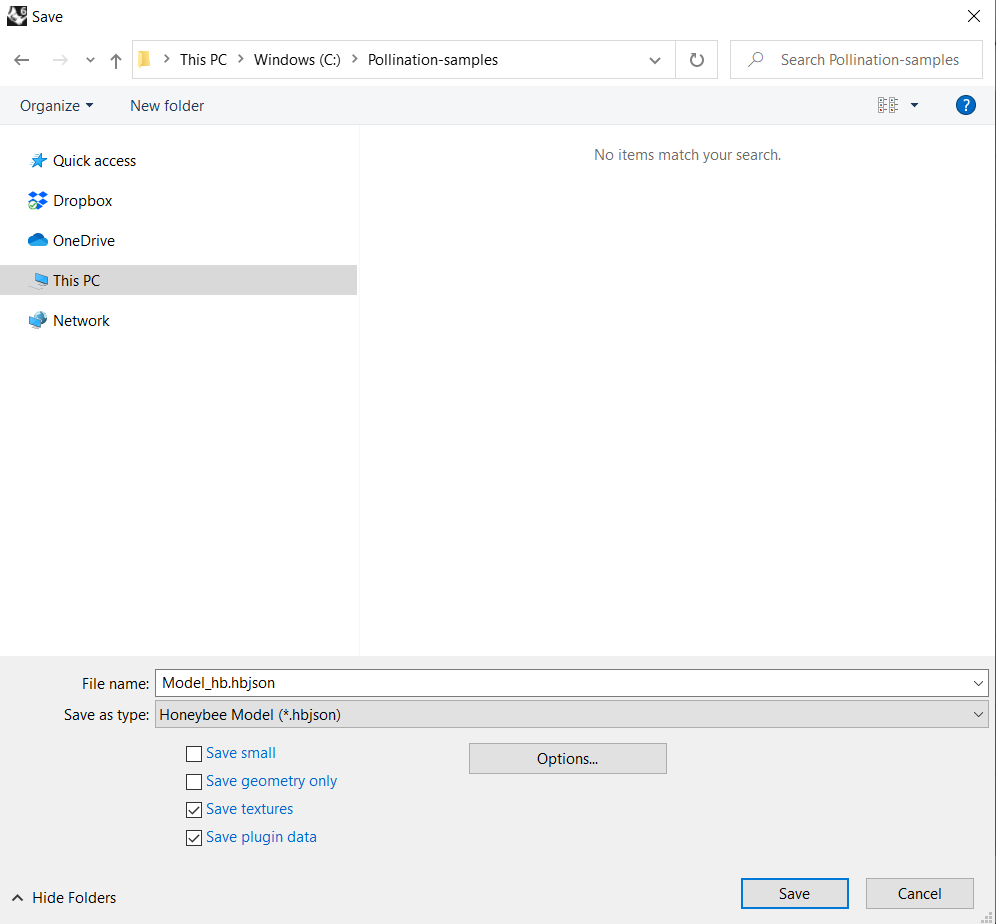 Save
This PC > Windows (C:) > Pollination-samples
Search Pollination-samples
Organize
New folder
?
Quick access
Dropbox
OneDrive
This PC
Network
No items match your search.
File name: Model_hb.hbjson
Save as type: Honeybee Model (*.hbjson)
Save small
Options...
Save geometry only
Save textures
Save plugin data
Hide Folders
Save
Cancel